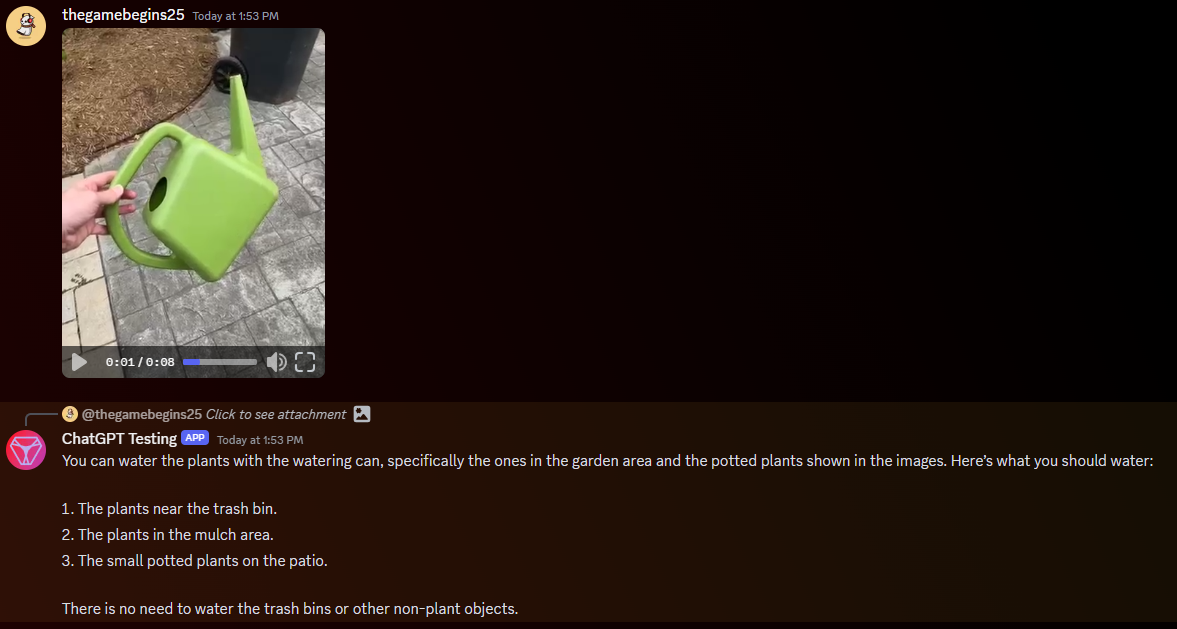 thegamebegins25 Today at 1:53 PM
0:01 / 0:08
@thegamebegins25 Click to see attachment
ChatGPT Testing APP Today at 1:53 PM
You can water the plants with the watering can, specifically the ones in the garden area and the potted plants shown in the images. Here’s what you should water:
1. The plants near the trash bin.
2. The plants in the mulch area.
3. The small potted plants on the patio.
There is no need to water the trash bins or other non-plant objects.